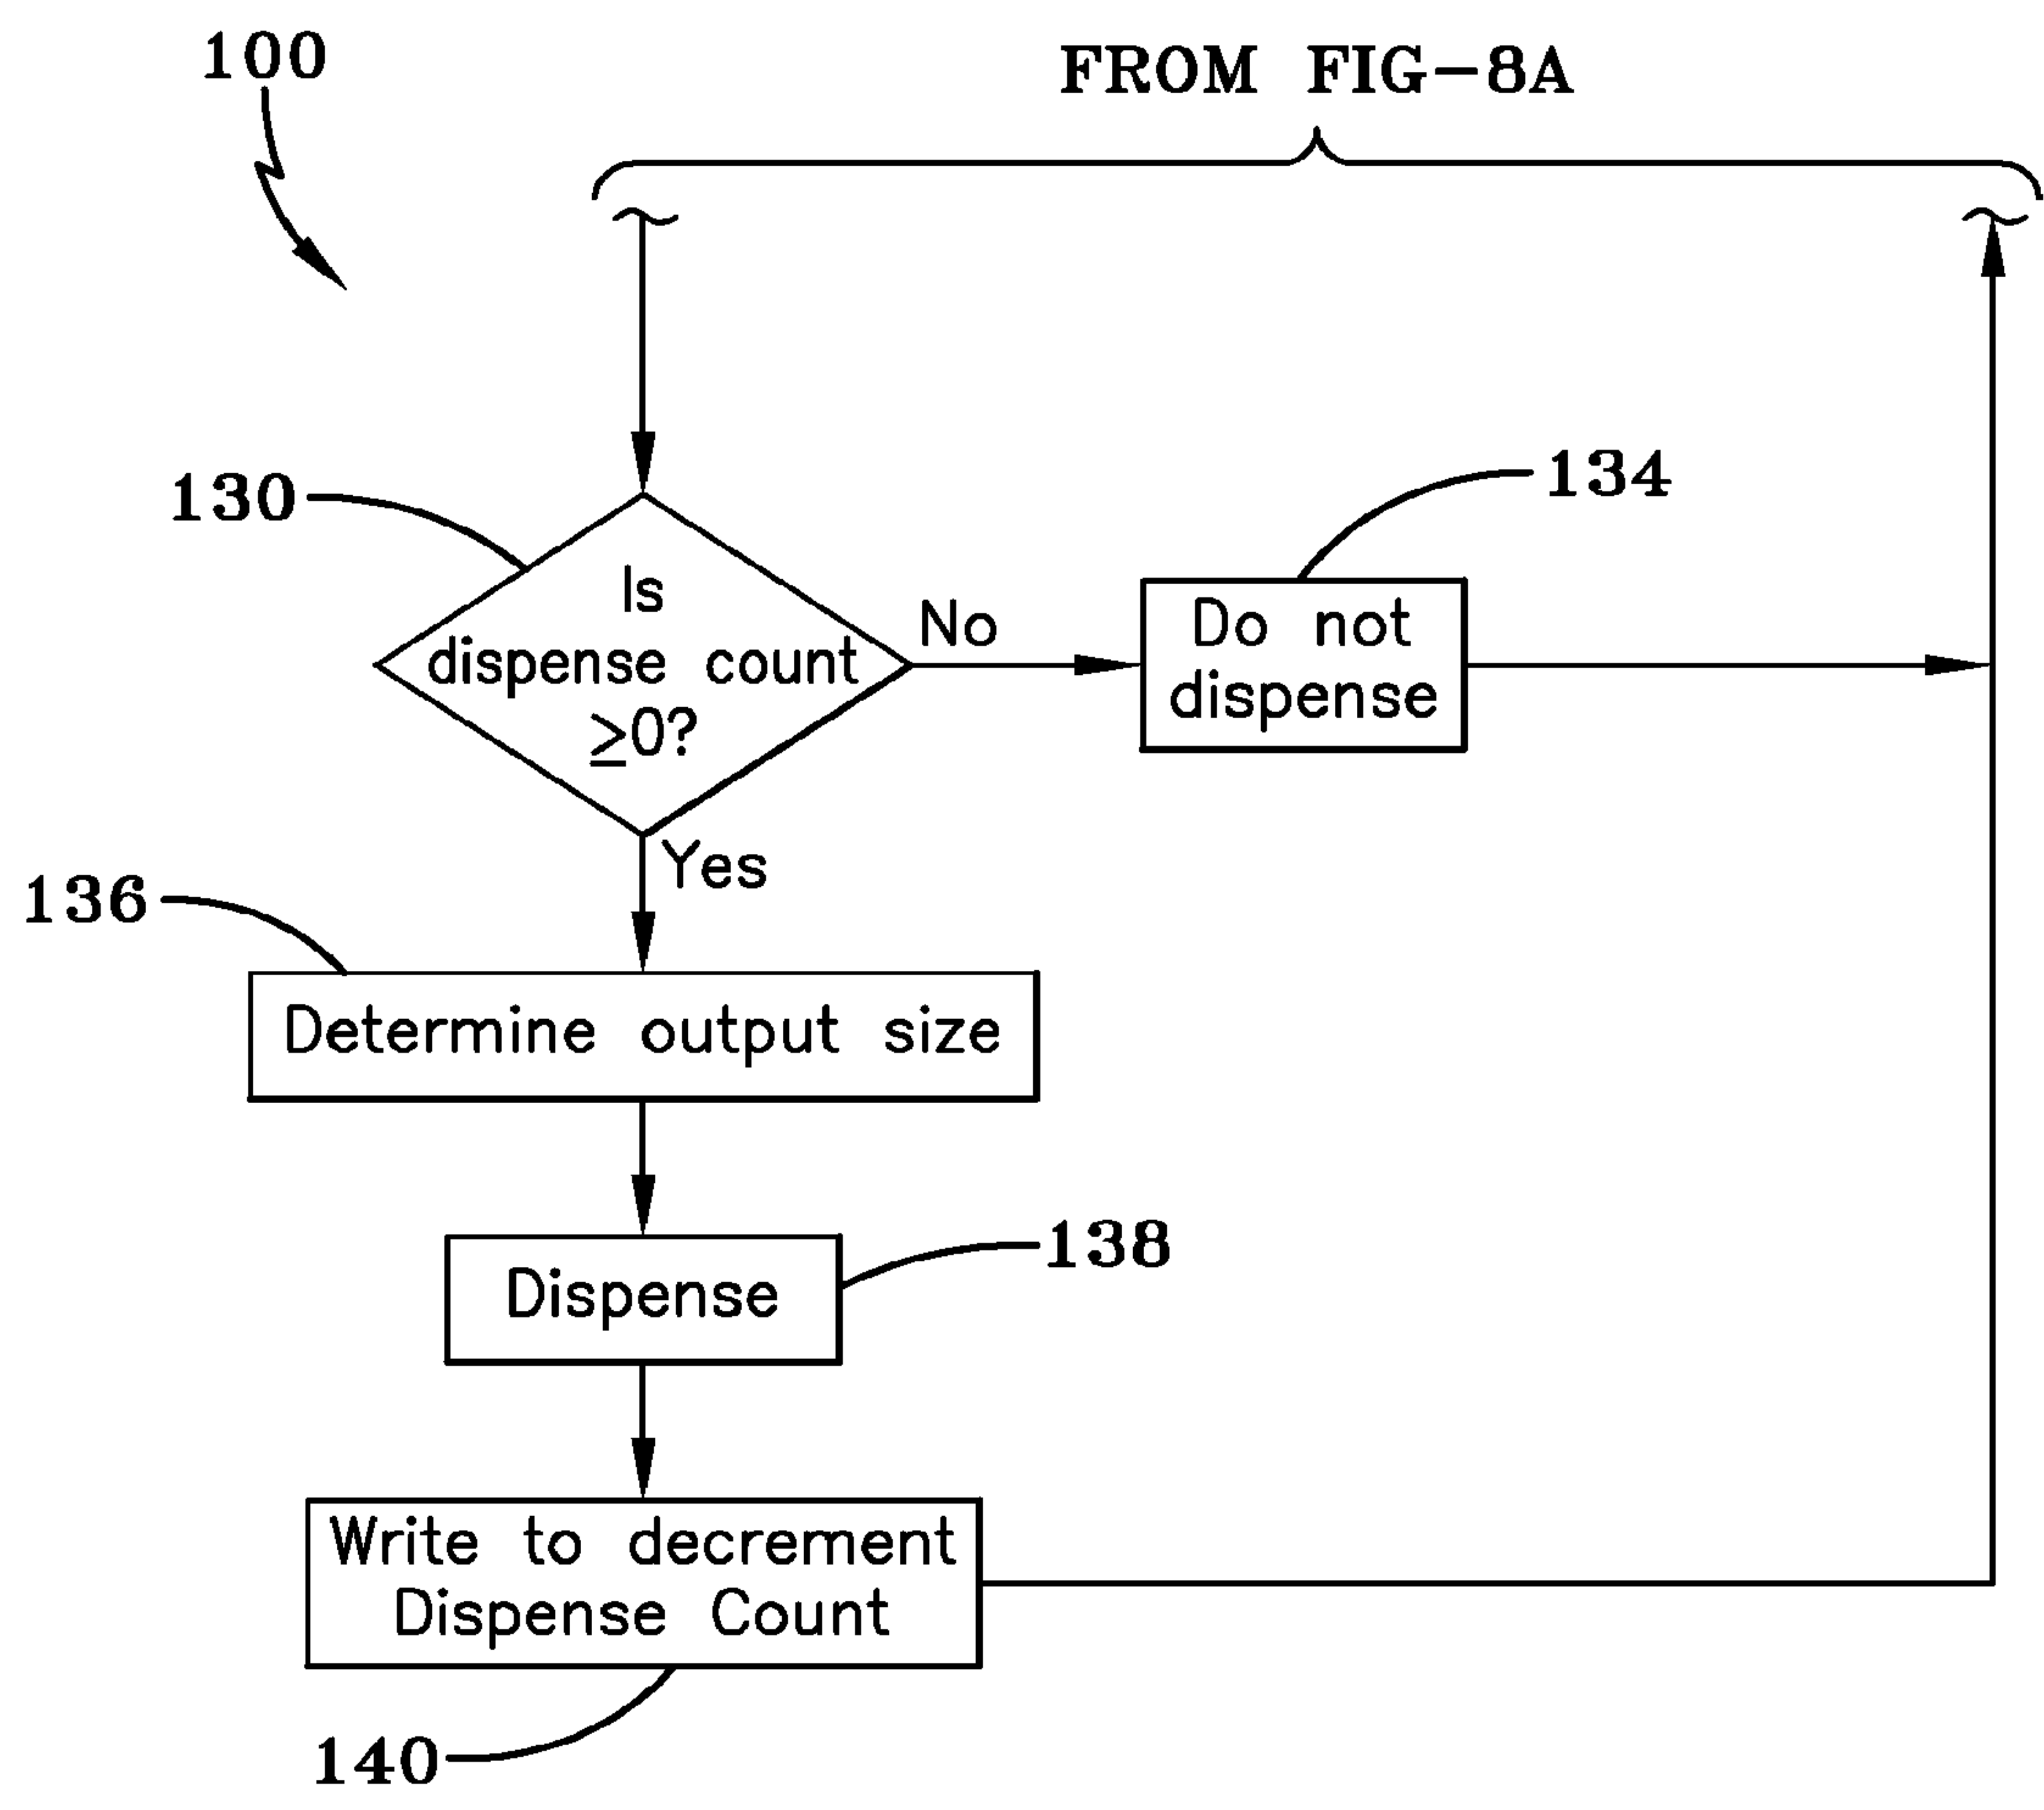 100
FROM FIG-8A
130
134
Is
dispense count
≥0?
No
Do not
dispense
Yes
136
Determine output size
Dispense
138
Write to decrement
Dispense Count
140